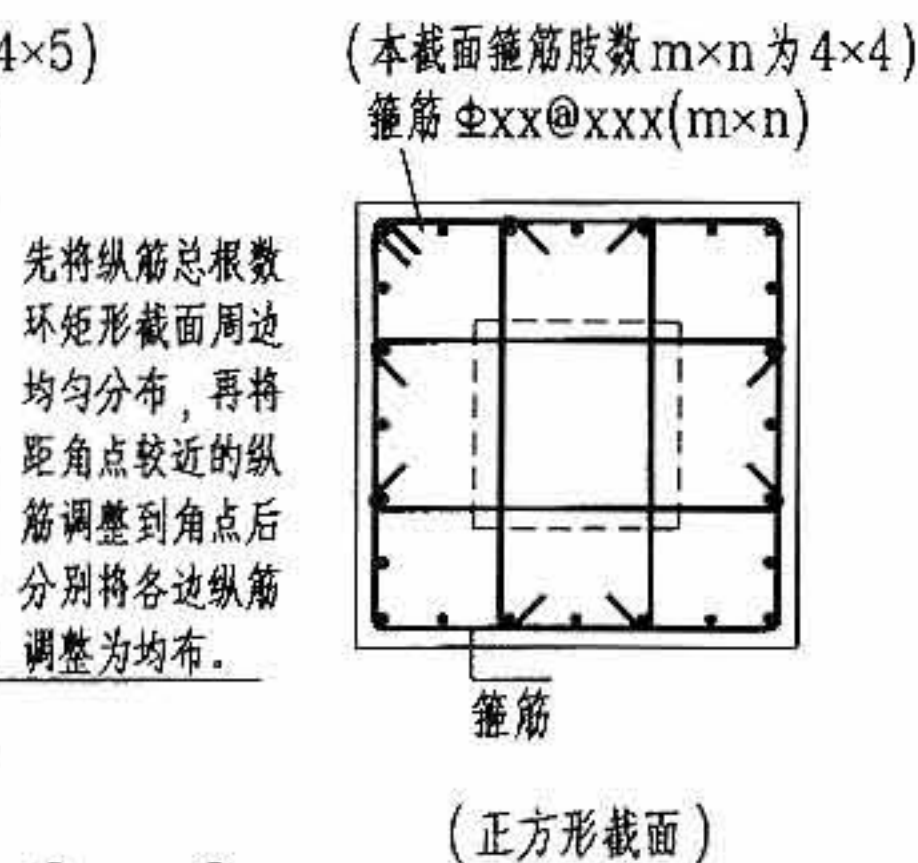 4×5)
(本截面箍筋肢数m×n为4×4)
箍筋Φxx@xxx(m×n)
先将纵筋总根数
环矩形截面周边
均匀分布，再将
距角点较近的纵
筋调整到角点后
分别将各边纵筋
调整为均布。
箍筋
(正方形截面)